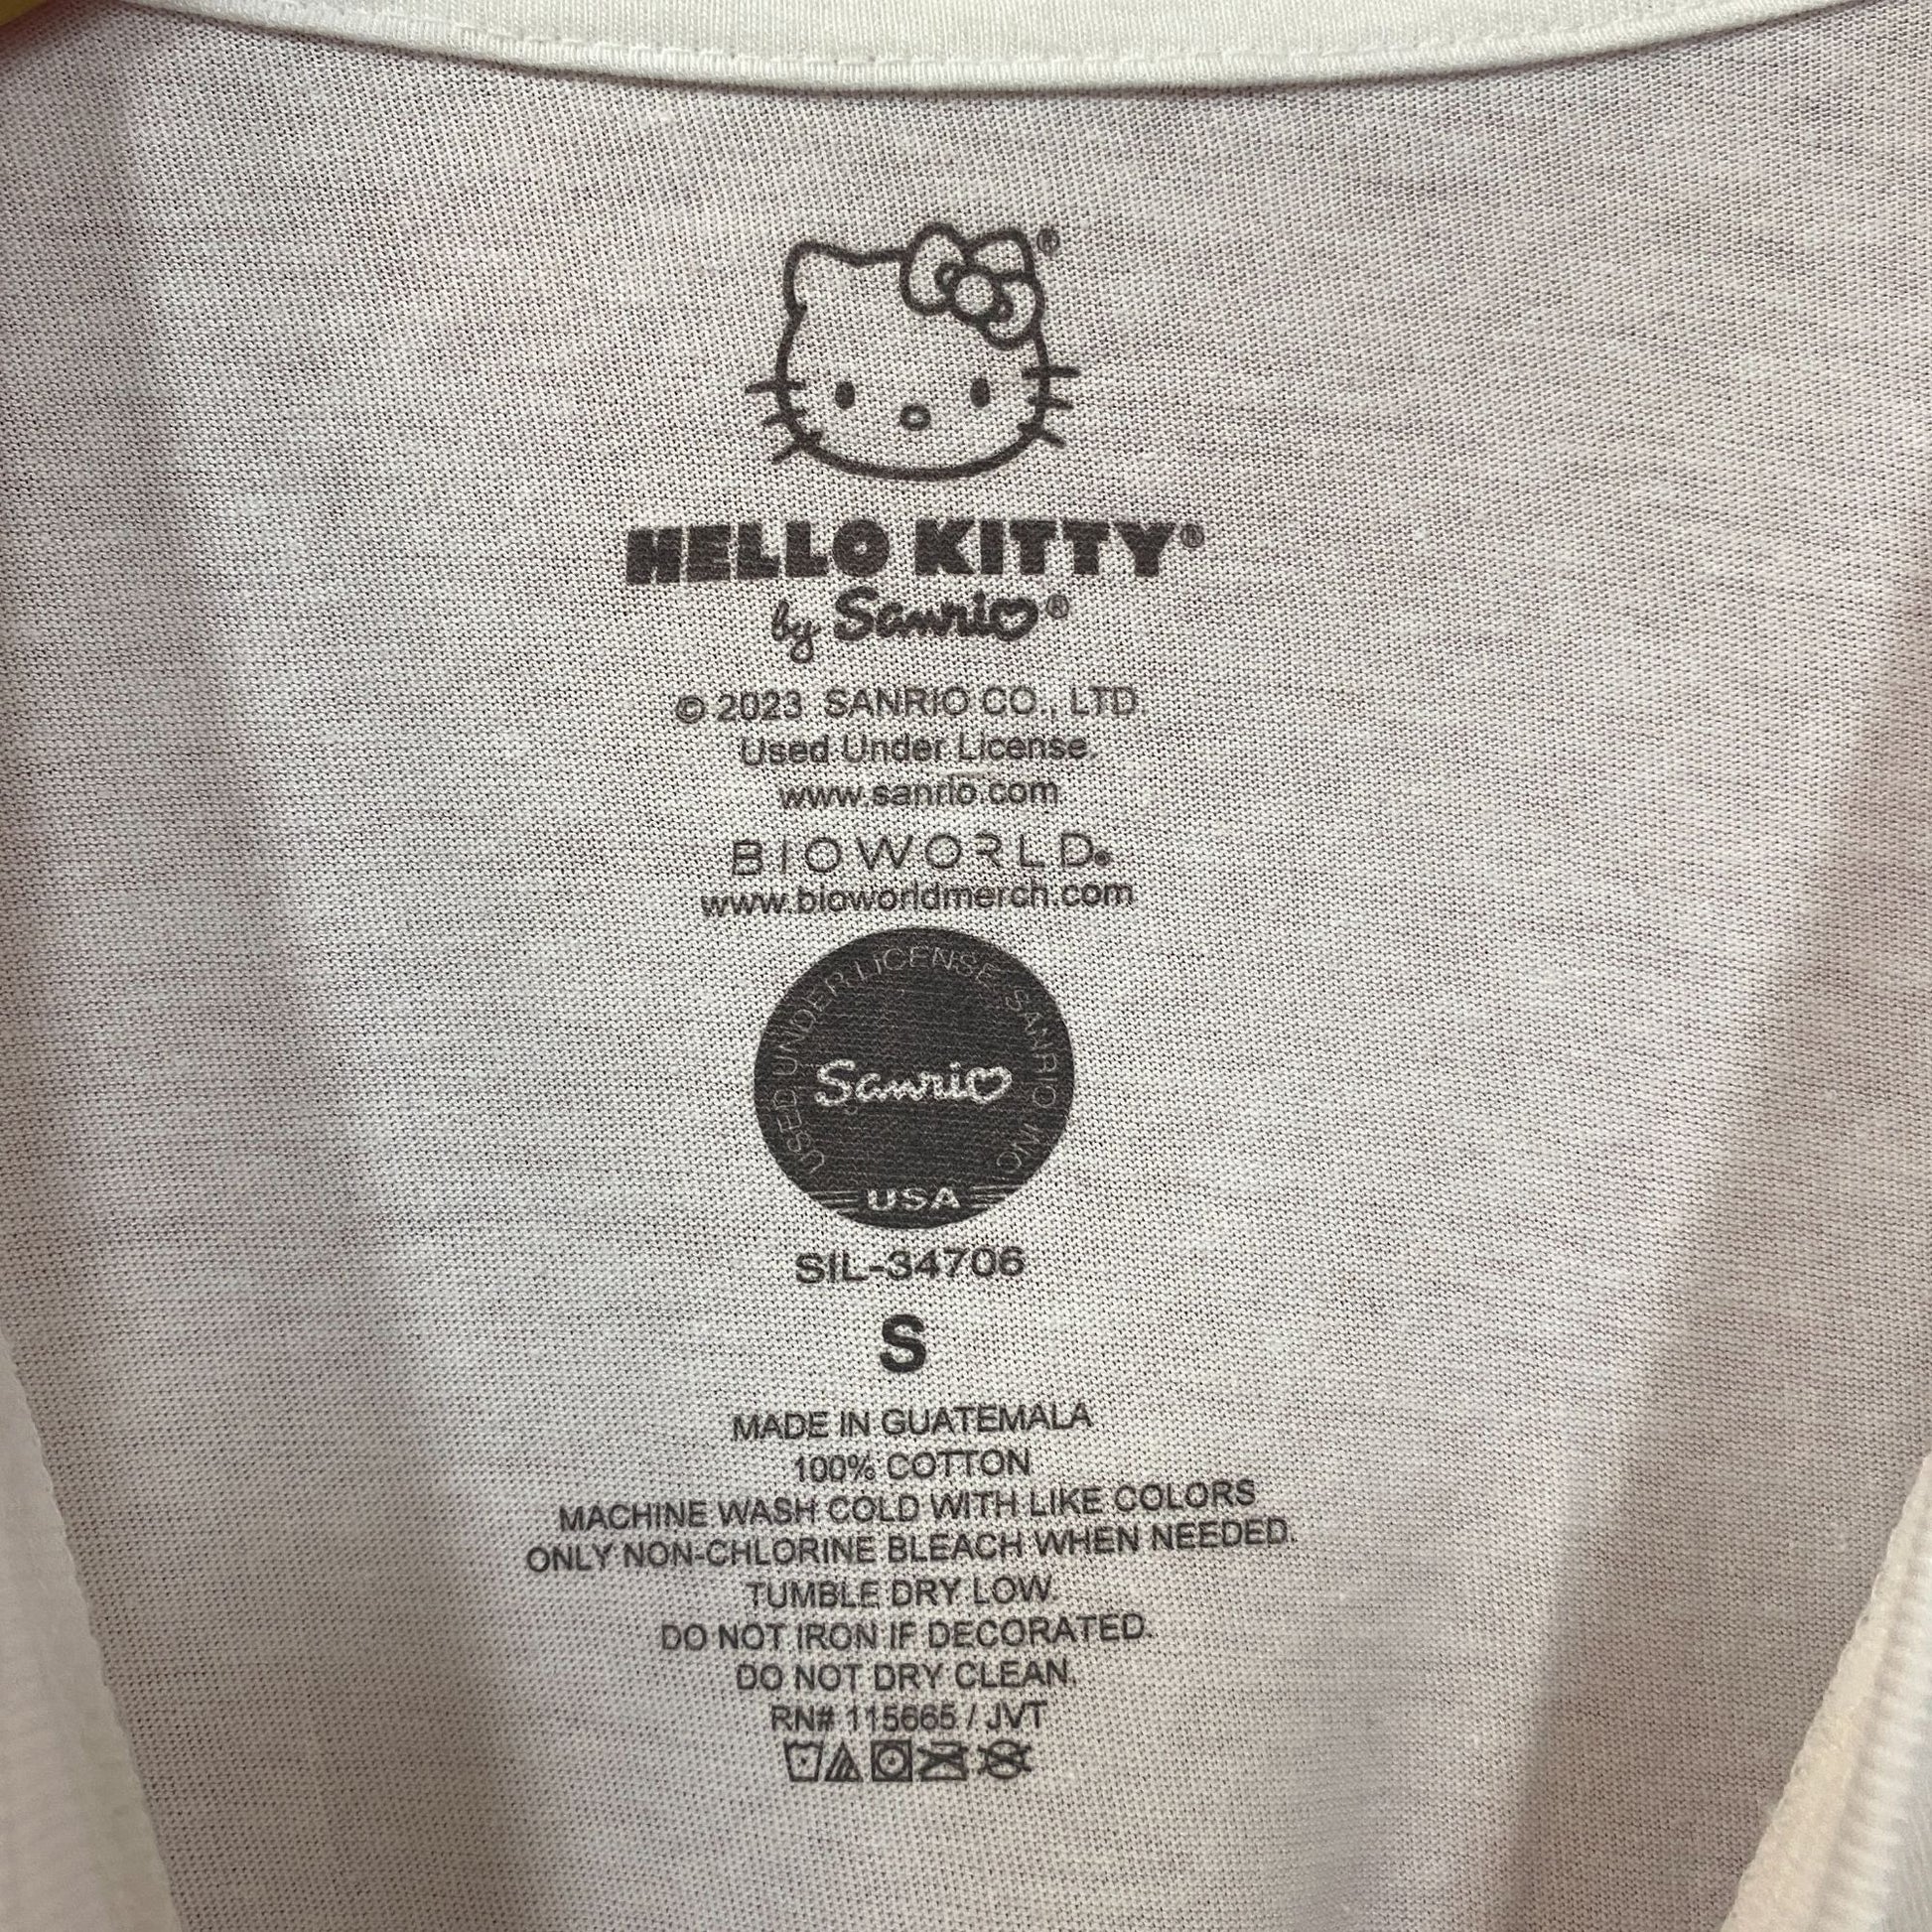 HELLO KITTY®
by Sanrio®
© 2023 SANRIO CO., LTD.
Used Under License.
www.sanrio.com
BIOWORLD®
www.bioworldmerch.com
USED UNDER LICENSE, SANRIO INC
Sanrio
USA
SIL-34706
S
MADE IN GUATEMALA
100% COTTON
MACHINE WASH COLD WITH LIKE COLORS
ONLY NON-CHLORINE BLEACH WHEN NEEDED.
TUMBLE DRY LOW.
DO NOT IRON IF DECORATED.
DO NOT DRY CLEAN.
RN# 115665 / JVT